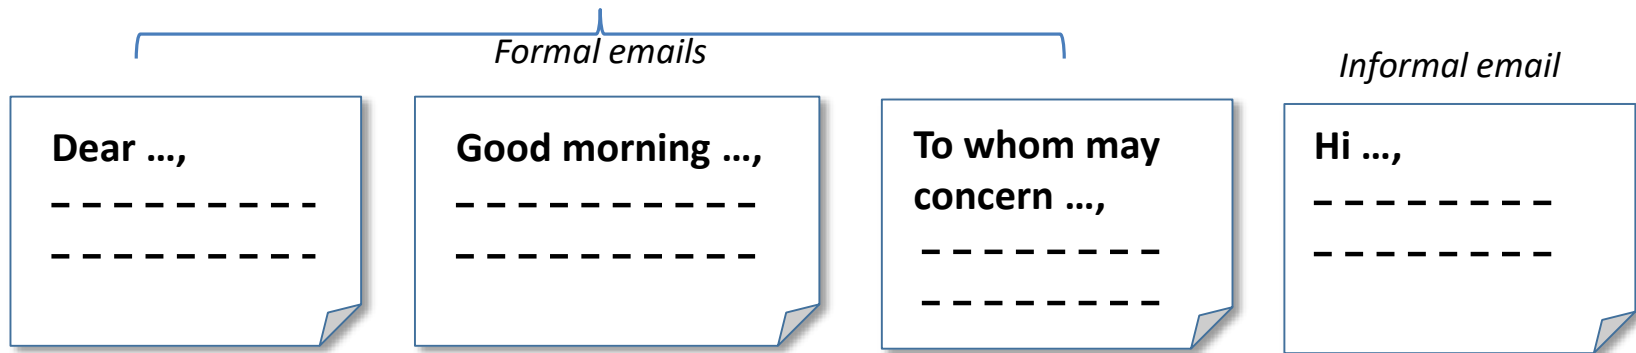 Formal emails
Informal email
Dear ...,
Good morning ...,
To whom may
concern ...,
Hi ...,